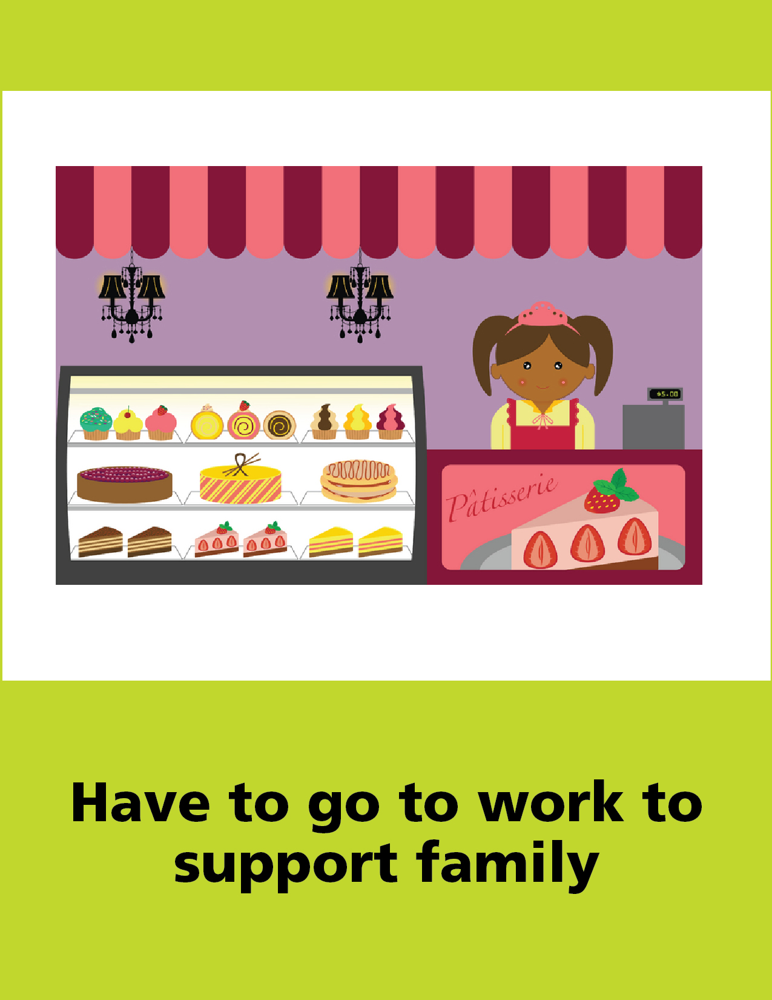 $5.00
Pâtisserie
Have to go to work to
support family